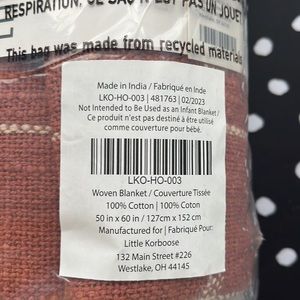 RESPIRATION, CE SAC N'EST PAS UN JOUET
This bag was made from recycled materials
Made in India / Fabriqué en Inde
LKO-HO-003 | 481763 | 02/2023
Not Intended to Be Used as an Infant Blanket /
Ce produit n'est pas destiné à être utilisé
comme couverture pour bébé.
LKO-HO-003
Woven Blanket / Couverture Tissée
100% Cotton | 100% Coton
50 in x 60 in / 127cm x 152 cm
Manufactured for | Fabriqué Pour:
Little Korboose
132 Main Street #226
Westlake, OH 44145